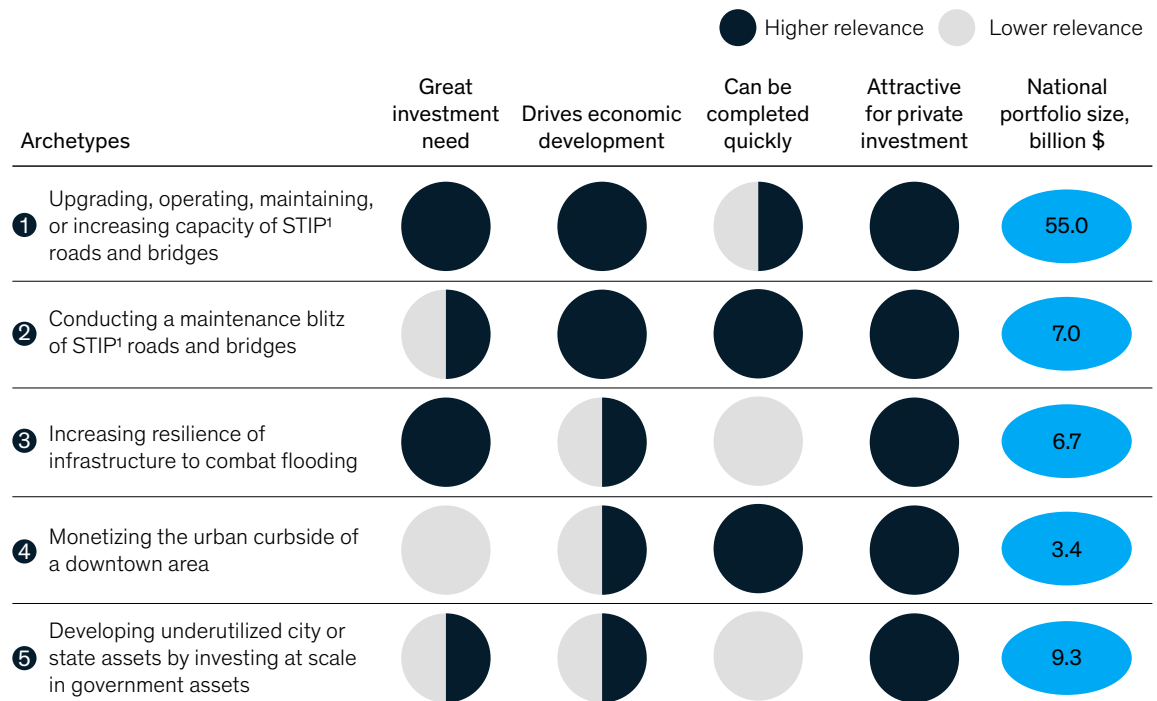 Higher relevance Lower relevance
Archetypes
Great
investment
need
Drives economic
development
Can be
completed
quickly
Attractive
for private
investment
National
portfolio size,
billion $
1
Upgrading, operating, maintaining,
or increasing capacity of STIP¹
roads and bridges
55.0
2
Conducting a maintenance blitz
of STIP¹ roads and bridges
7.0
3
Increasing resilience of
infrastructure to combat flooding
6.7
4
Monetizing the urban curbside of
a downtown area
3.4
5
Developing underutilized city or
state assets by investing at scale
in government assets
9.3